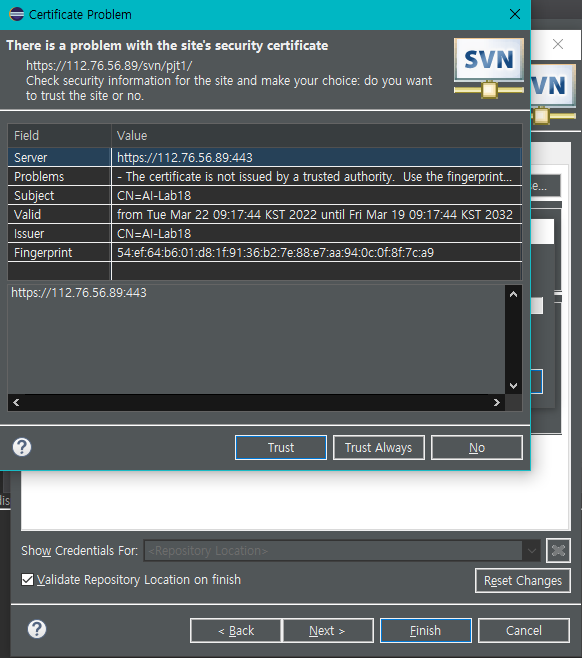 Certificate Problem
There is a problem with the site's security certificate
https://112.76.56.89/svn/pjt1/
Check security information for the site and make your choice: do you want
to trust the site or no.
SVN
VN
Field Value
Server https://112.76.56.89:443
Problems - The certificate is not issued by a trusted authority. Use the fingerprint...
Subject CN=AI-Lab18
Valid from Tue Mar 22 09:17:44 KST 2022 until Fri Mar 19 09:17:44 KST 2032
Issuer CN=AI-Lab18
Fingerprint 54:ef:64:b6:01:d8:1f:91:36:b2:7e:88:e7:aa:94:0c:0f:8f:7c:a9
https://112.76.56.89:443
e...
Trust Trust Always No
Show Credentials For: <Repository Location>
Validate Repository Location on finish
Reset Changes
< Back Next > Finish Cancel